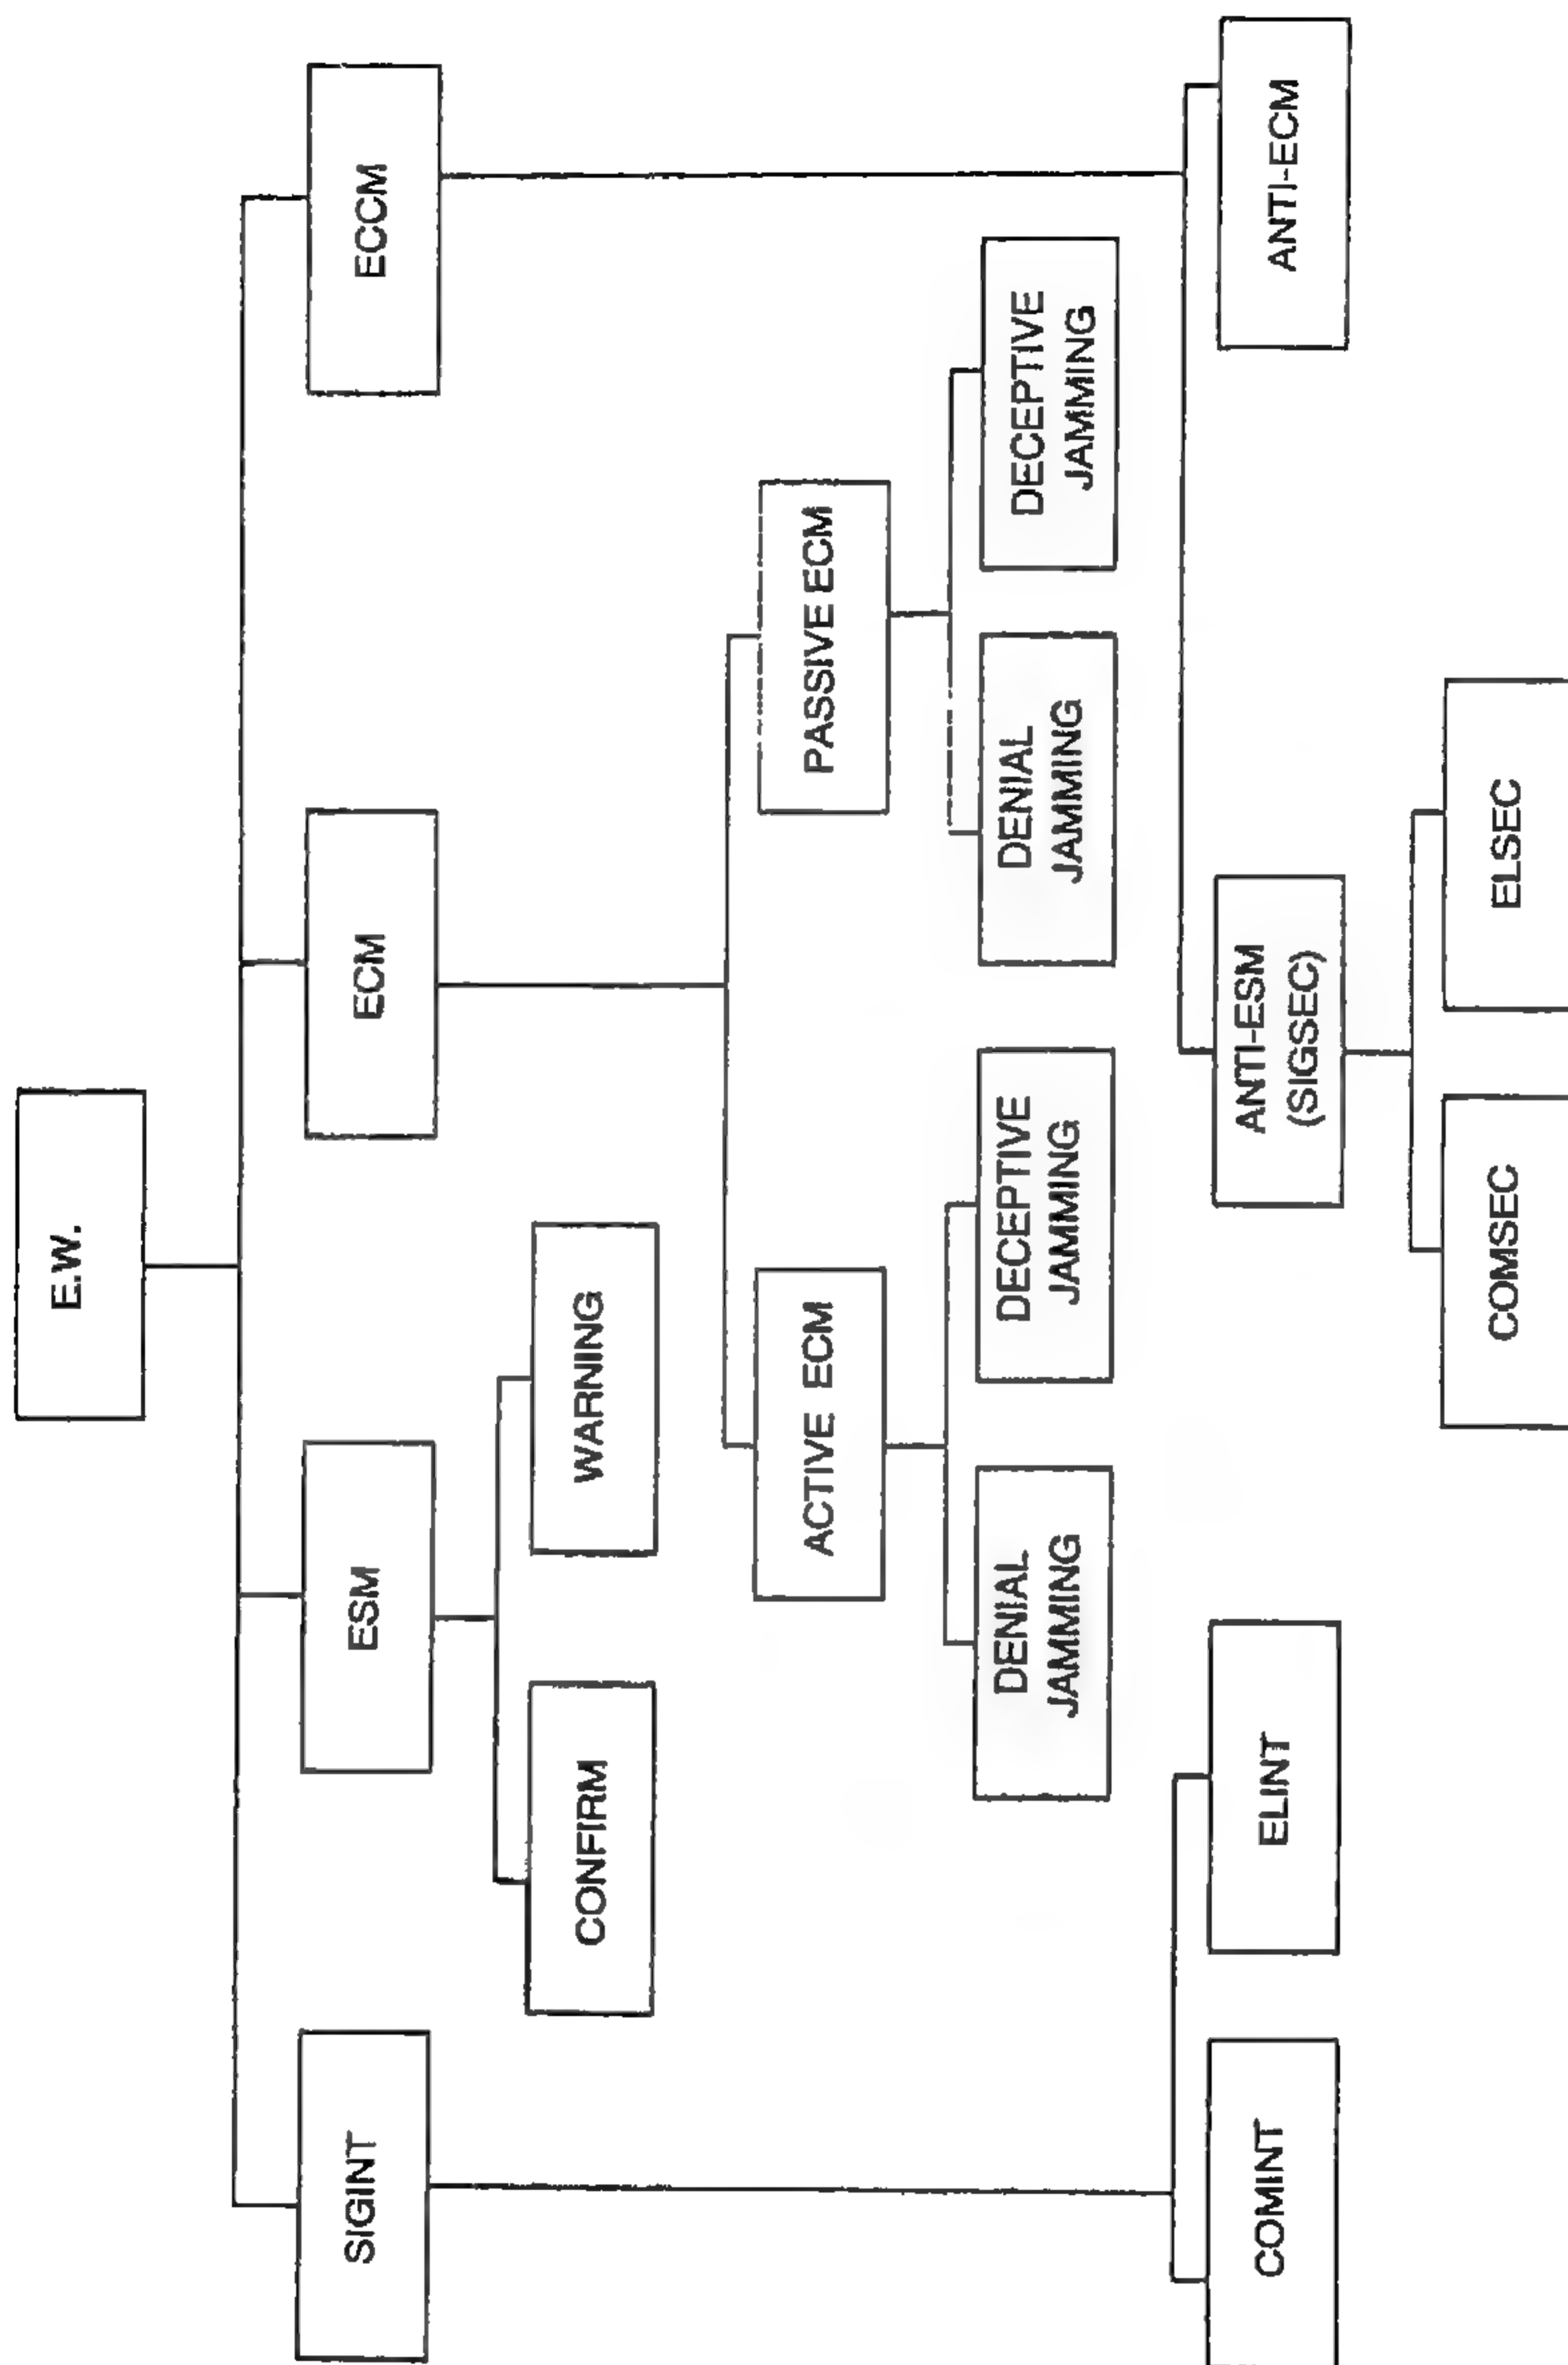 E.W.
SIGINT
ESM
ECM
ECCM
CONFIRM
WARNING
ACTIVE ECM
PASSIVE ECM
DENIAL
JAMMING
DECEPTIVE
JAMMING
DENIAL
JAMMING
DECEPTIVE
JAMMING
COMINT
ELINT
ANTI-ESM
(SIGSEC)
ANTI-ECM
COMSEC
ELSEC